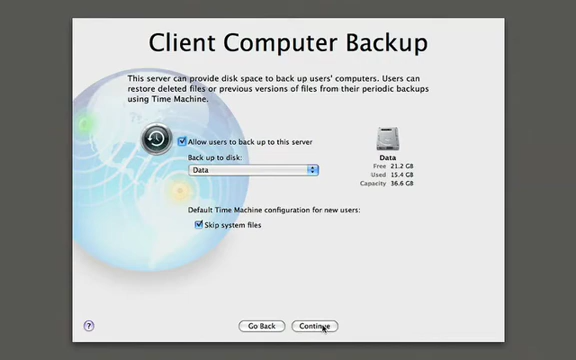 Client Computer Backup
This server can provide disk space to back up users' computers. Users can
restore deleted files or previous versions of files from their periodic backups
using Time Machine.
Allow users to back up to this server
Back up to disk:
Data
Data
Free 21.2 GB
Used 15.4 GB
Capacity 36.6 GB
Default Time Machine configuration for new users:
Skip system files
?
Go Back
Continue